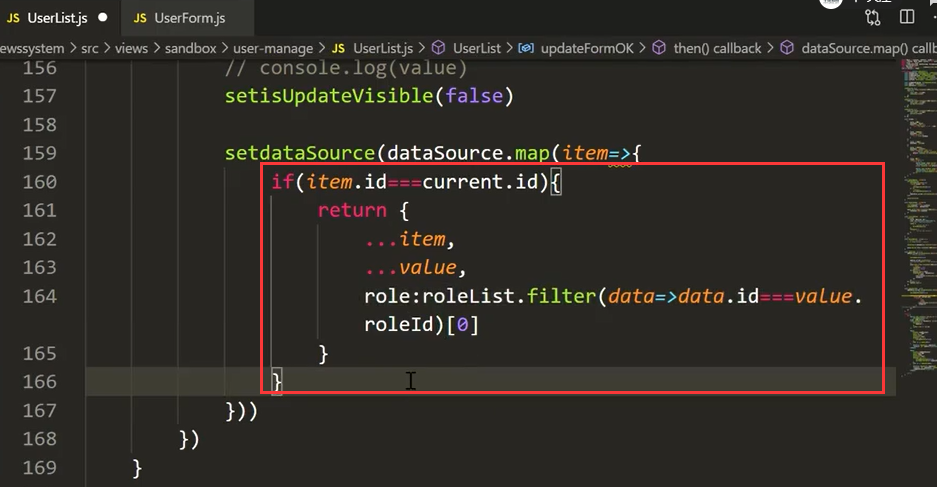 JS UserList.js
JS UserForm.js
ewssystem > src > views > sandbox > user-manage > JS UserList.js > UserList > updateFormOK > then() callback > dataSource.map() callb
156 // console.log(value)
157 setisUpdateVisible(false)
158
159 setdataSource(dataSource.map(item=>{
160 if(item.id===current.id){
161 return {
162 ...item,
163 ...value,
164 role:roleList.filter(data=>data.id===value.
roleId)[0]
165 }
166 }
167 }))
168 })
169 }